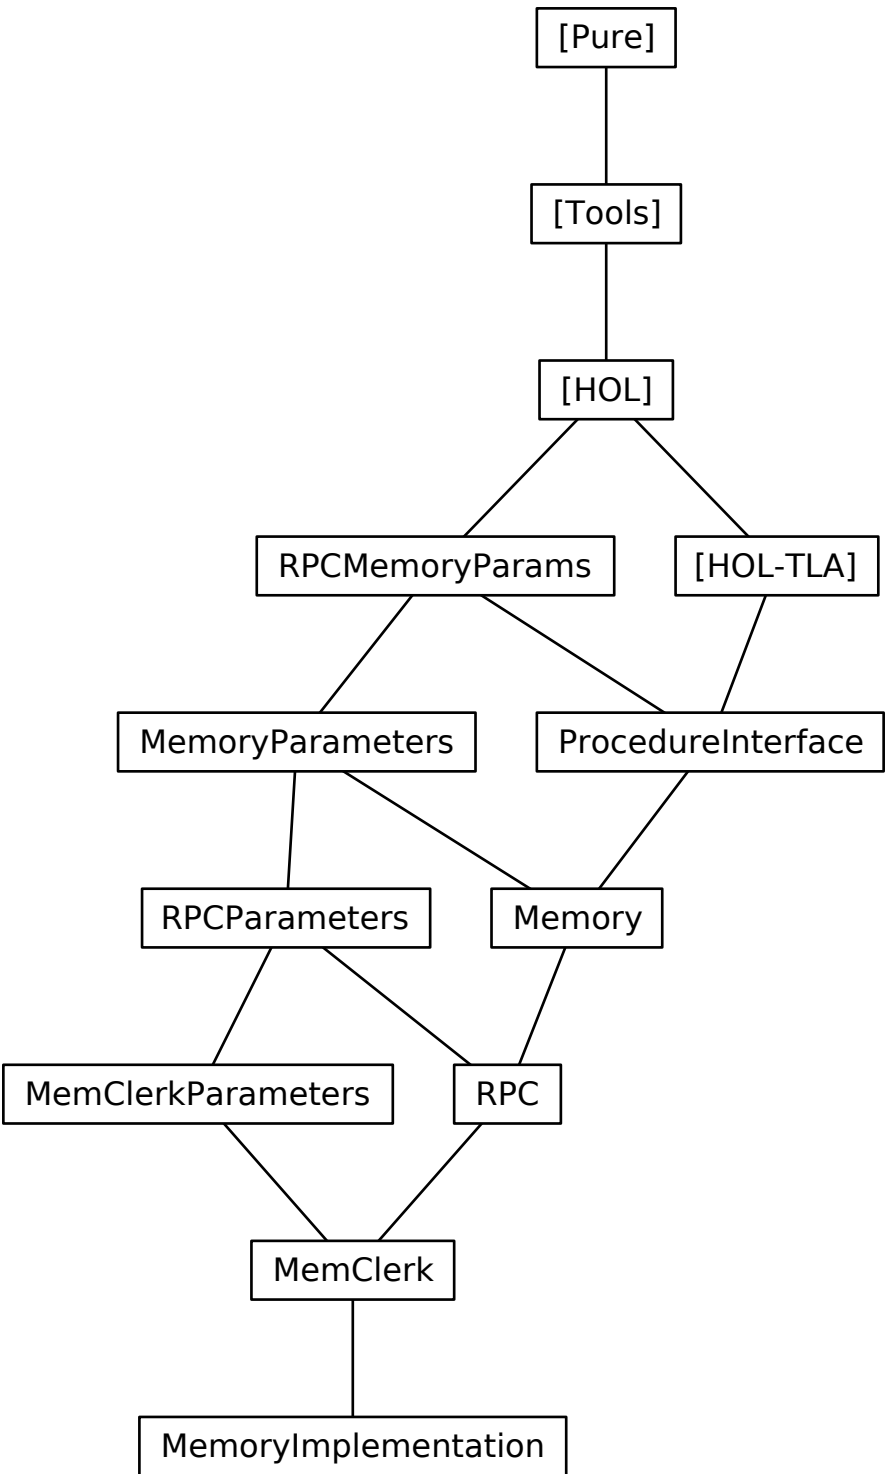 [Pure]
[Tools]
[HOL]
RPCMemoryParams
[HOL-TLA]
MemoryParameters
ProcedureInterface
RPCParameters
Memory
MemClerkParameters
RPC
MemClerk
MemoryImplementation